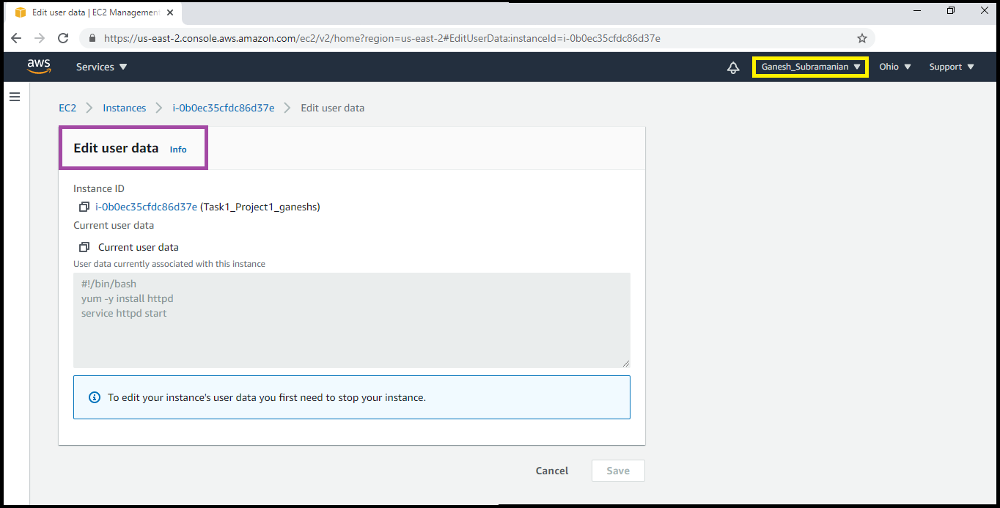 Edit user data | EC2 Management
https://us-east-2.console.aws.amazon.com/ec2/v2/home?region=us-east-2#EditUserData:instanceId=i-0b0ec35cfdc86d37e
aws Services Ganesh_Subramanian Ohio Support
EC2 Instances i-0b0ec35cfdc86d37e Edit user data
Edit user data Info
Instance ID
i-0b0ec35cfdc86d37e (Task1_Project1_ganeshs)
Current user data
Current user data
User data currently associated with this instance
#!/bin/bash
yum -y install httpd
service httpd start
To edit your instance's user data you first need to stop your instance.
Cancel Save